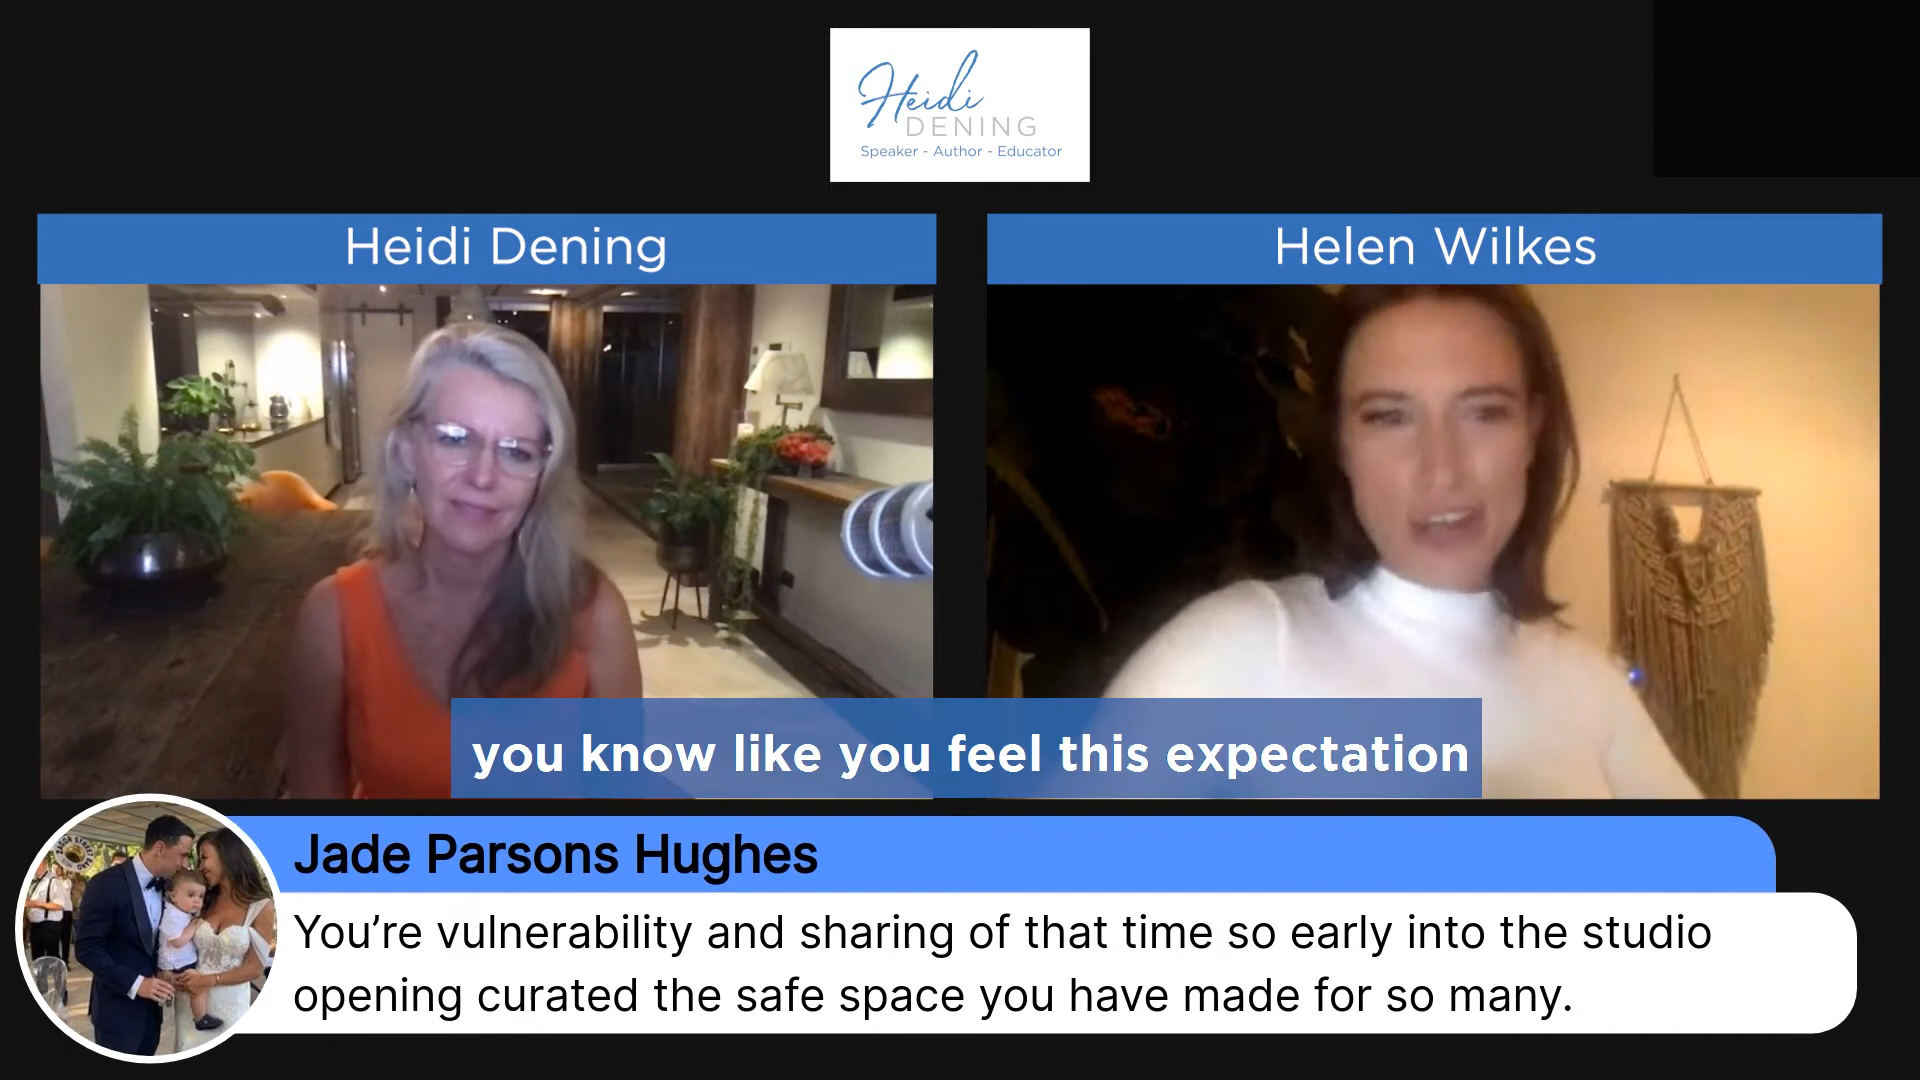 Heidi
DENING
Speaker - Author - Educator
Heidi Dening
Helen Wilkes
you know like you feel this expectation
Jade Parsons Hughes
You’re vulnerability and sharing of that time so early into the studio
opening curated the safe space you have made for so many.